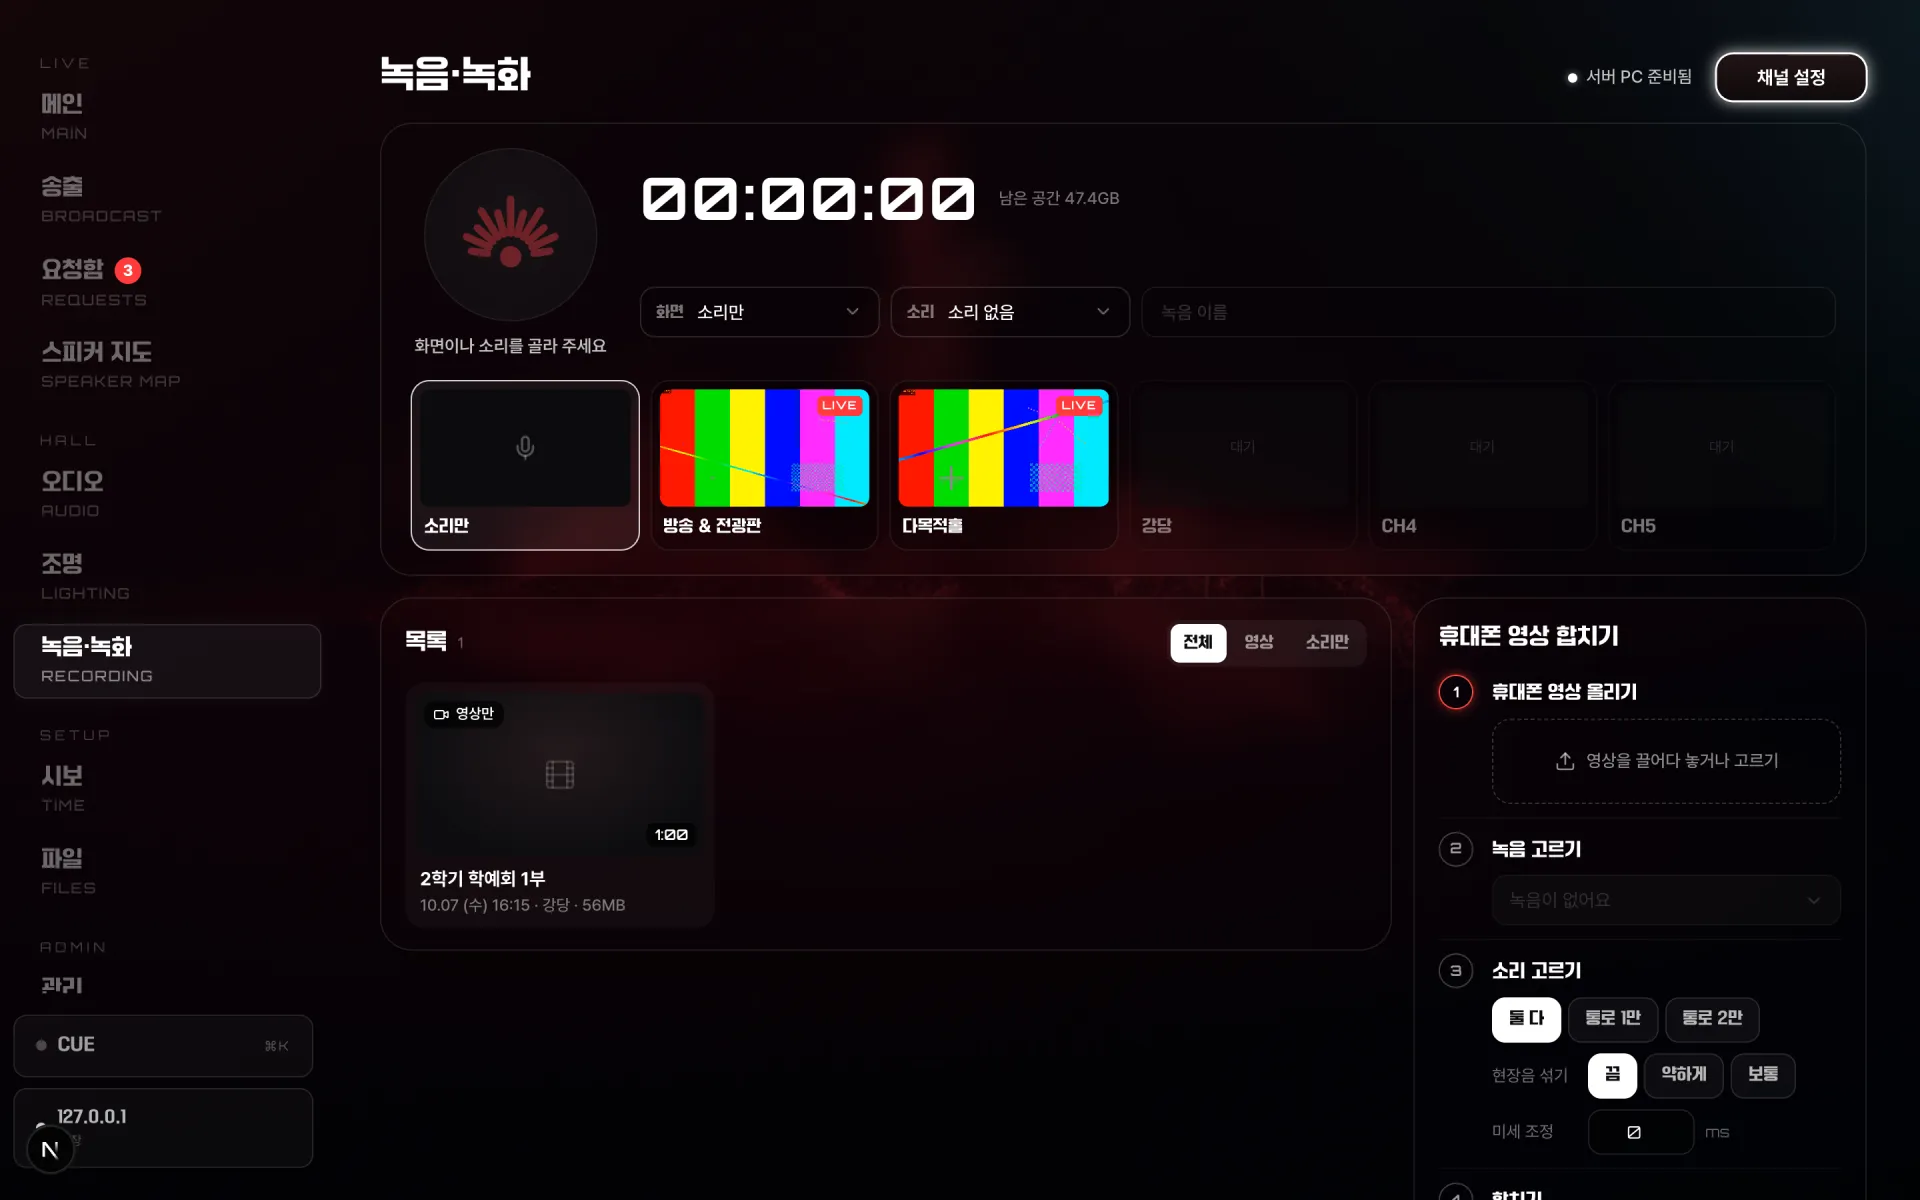 LIVE
메인
MAIN
송출
BROADCAST
요청함 3
REQUESTS
스피커 지도
SPEAKER MAP
HALL
오디오
AUDIO
조명
LIGHTING
녹음·녹화
RECORDING
SETUP
시보
TIME
파일
FILES
ADMIN
관리
CUE ⌘K
127.0.0.1
N
녹음·녹화
서버 PC 준비됨
채널 설정
00:00:00
남은 공간 47.4GB
화면 소리만
소리 소리 없음
녹음 이름
화면이나 소리를 골라 주세요
소리만
LIVE
방송 & 전광판
LIVE
다목적홀
대기
강당
대기
CH4
대기
CH5
목록 1
전체 영상 소리만
영상만
1:00
2학기 학예회 1부
10.07 (수) 16:15 · 강당 · 56MB
휴대폰 영상 합치기
1 휴대폰 영상 올리기
영상을 끌어다 놓거나 고르기
2 녹음 고르기
녹음이 없어요
3 소리 고르기
둘 다 통로 1만 통로 2만
현장음 섞기 끔 약하게 보통
미세 조정 0 ms